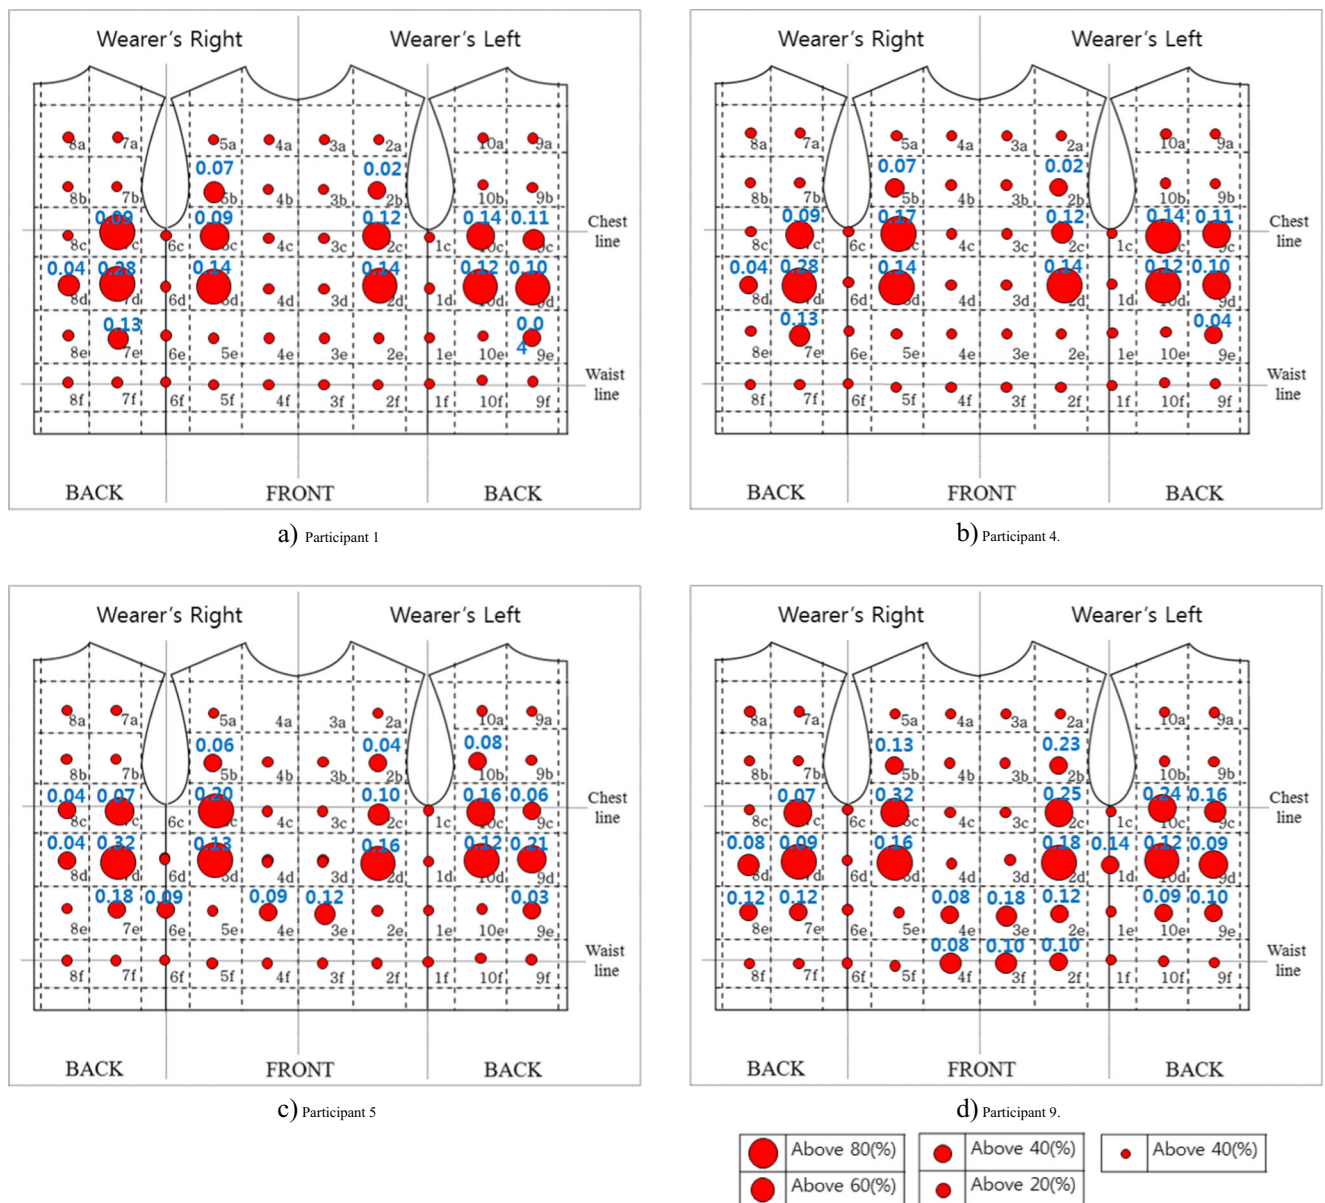 Wearer's Right Wearer's Left
8a 7a 5a 4a 3a 2a 10a 9a
0.07 0.02
8b 7b 5b 4b 3b 2b 10b 9b
0.09 0.09 0.12 0.14 0.11 Chest line
8c 7c 6c 5c 4c 3c 2c 1c 10c 9c
0.04 0.28 0.14 0.14 0.12 0.10
8d 7d 6d 5d 4d 3d 2d 1d 10d 9d
0.13 0.04
8e 7e 6e 5e 4e 3e 2e 1e 10e 9e
Waist line
8f 7f 6f 5f 4f 3f 2f 1f 10f 9f
BACK FRONT BACK
a) Participant 1
Wearer's Right Wearer's Left
8a 7a 5a 4a 3a 2a 10a 9a
0.07 0.02
8b 7b 5b 4b 3b 2b 10b 9b
0.09 0.17 0.12 0.14 0.11 Chest line
8c 7c 6c 5c 4c 3c 2c 1c 10c 9c
0.04 0.28 0.14 0.14 0.12 0.10
8d 7d 6d 5d 4d 3d 2d 1d 10d 9d
0.13 0.04
8e 7e 6e 5e 4e 3e 2e 1e 10e 9e
Waist line
8f 7f 6f 5f 4f 3f 2f 1f 10f 9f
BACK FRONT BACK
b) Participant 4.
Wearer's Right Wearer's Left
8a 7a 5a 4a 3a 2a 10a 9a
0.06 0.04 0.08
8b 7b 5b 4b 3b 2b 10b 9b
0.04 0.07 0.20 0.10 0.16 0.06 Chest line
8c 7c 6c 5c 4c 3c 2c 1c 10c 9c
0.04 0.32 0.13 0.16 0.12 0.21
8d 7d 6d 5d 4d 3d 2d 1d 10d 9d
0.18 0.09 0.09 0.12 0.03
8e 7e 6e 5e 4e 3e 2e 1e 10e 9e
Waist line
8f 7f 6f 5f 4f 3f 2f 1f 10f 9f
BACK FRONT BACK
c) Participant 5
Wearer's Right Wearer's Left
8a 7a 5a 4a 3a 2a 10a 9a
0.13 0.23
8b 7b 5b 4b 3b 2b 10b 9b
0.07 0.32 0.25 0.24 0.16 Chest line
8c 7c 6c 5c 4c 3c 2c 1c 10c 9c
0.08 0.09 0.16 0.18 0.14 0.12 0.09
8d 7d 6d 5d 4d 3d 2d 1d 10d 9d
0.12 0.12 0.08 0.18 0.12 0.09 0.10
8e 7e 6e 5e 4e 3e 2e 1e 10e 9e
0.08 0.10 0.10 Waist line
8f 7f 6f 5f 4f 3f 2f 1f 10f 9f
BACK FRONT BACK
d) Participant 9.
Above 80(%) Above 40(%) Above 40(%)
Above 60(%) Above 20(%)